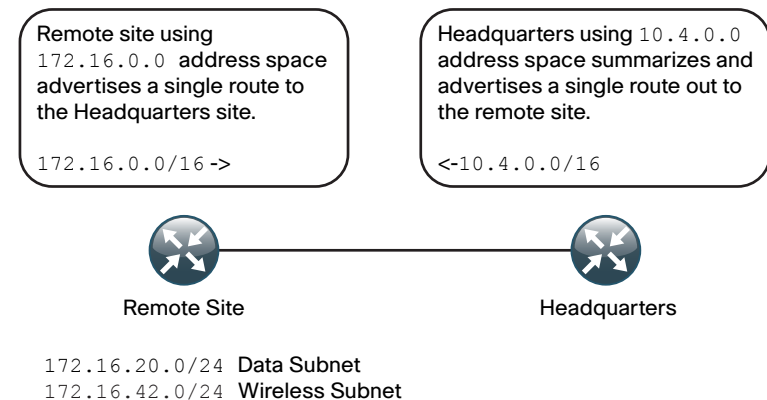 Remote site using
172.16.0.0 address space
advertises a single route to
the Headquarters site.
172.16.0.0/16 ->
Headquarters using 10.4.0.0
address space summarizes and
advertises a single route out to
the remote site.
<-10.4.0.0/16
Remote Site
Headquarters
172.16.20.0/24 Data Subnet
172.16.42.0/24 Wireless Subnet